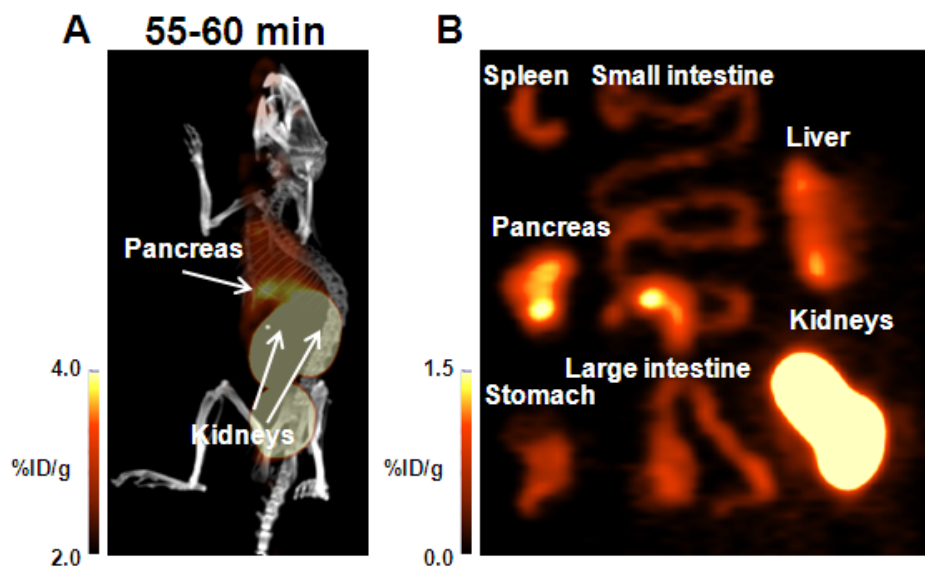 A
55-60 min
Pancreas
Kidneys
4.0
%ID/g
2.0
B
Spleen
Small intestine
Liver
Pancreas
Kidneys
Large intestine
Stomach
1.5
%ID/g
0.0